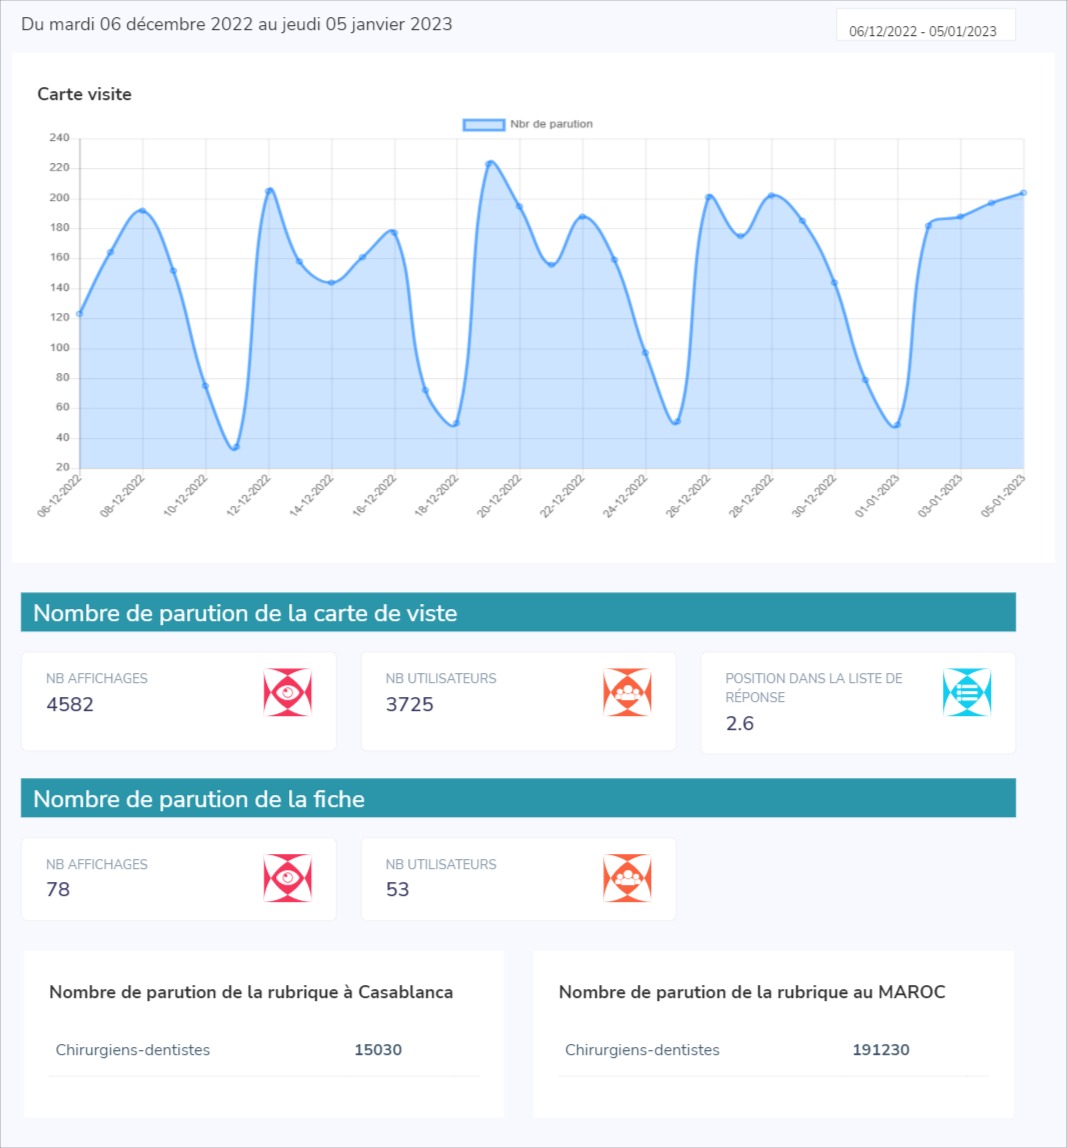 Du mardi 06 décembre 2022 au jeudi 05 janvier 2023
06/12/2022 - 05/01/2023
Carte visite
Nbr de parution
240
220
200
180
160
140
120
100
80
60
40
20
06-12-2022
08-12-2022
10-12-2022
12-12-2022
14-12-2022
16-12-2022
18-12-2022
20-12-2022
22-12-2022
24-12-2022
26-12-2022
28-12-2022
30-12-2022
01-01-2023
03-01-2023
05-01-2023
Nombre de parution de la carte de viste
NB AFFICHAGES
4582
NB UTILISATEURS
3725
POSITION DANS LA LISTE DE
RÉPONSE
2.6
Nombre de parution de la fiche
NB AFFICHAGES
78
NB UTILISATEURS
53
Nombre de parution de la rubrique à Casablanca
Chirurgiens-dentistes 15030
Nombre de parution de la rubrique au MAROC
Chirurgiens-dentistes 191230